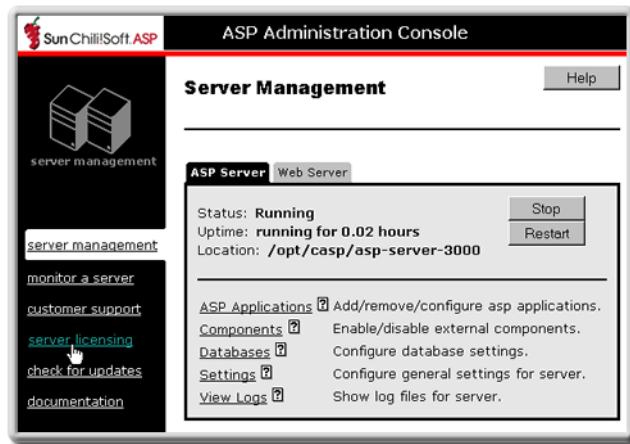 Sun Chili!Soft.ASP
ASP Administration Console
server management
Server Management
Help
ASP Server Web Server
Status: Running
Uptime: running for 0.02 hours
Location: /opt/casp/asp-server-3000
Stop
Restart
server management
monitor a server
customer support
server licensing
check for updates
documentation
ASP Applications ? Add/remove/configure asp applications.
Components ? Enable/disable external components.
Databases ? Configure database settings.
Settings ? Configure general settings for server.
View Logs ? Show log files for server.